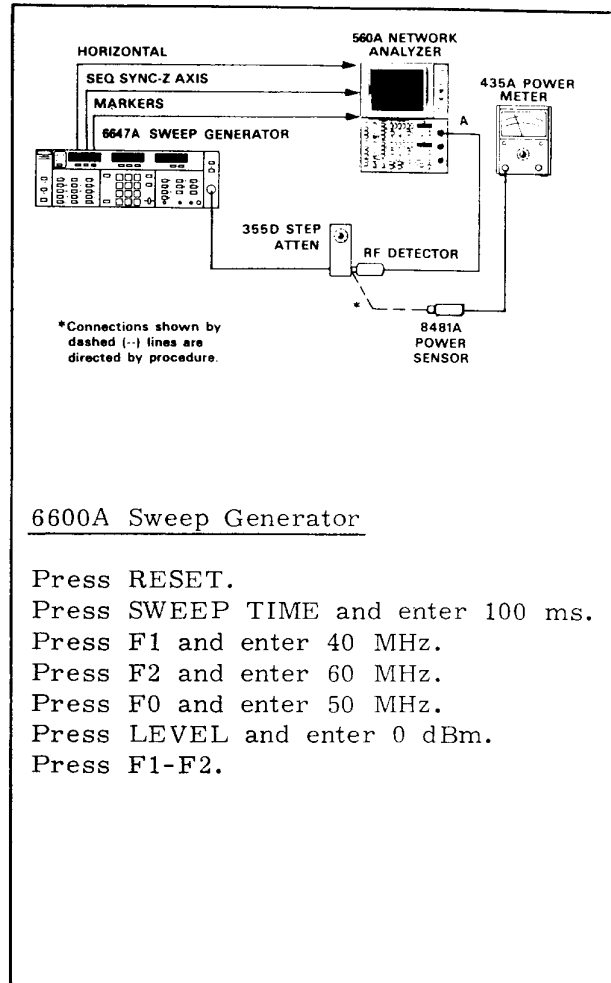 560A NETWORK
ANALYZER
HORIZONTAL
SEQ SYNC-Z AXIS
MARKERS
6647A SWEEP GENERATOR
435A POWER
METER
A
355D STEP
ATTEN
RF DETECTOR
*
8481A
POWER
SENSOR
*Connections shown by
dashed (--) lines are
directed by procedure.
6600A Sweep Generator
Press RESET.
Press SWEEP TIME and enter 100 ms.
Press F1 and enter 40 MHz.
Press F2 and enter 60 MHz.
Press F0 and enter 50 MHz.
Press LEVEL and enter 0 dBm.
Press F1-F2.